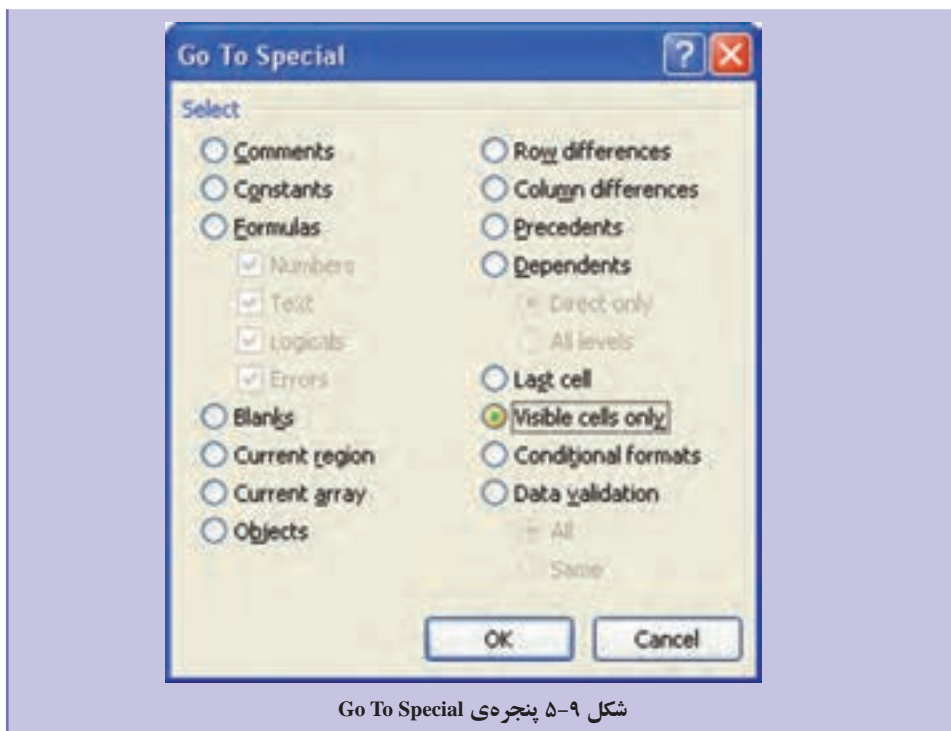 Go To Special
Select
Comments
Constants
Formulas
Numbers
Text
Logicals
Errors
Blanks
Current region
Current array
Objects
Row differences
Column differences
Precedents
Dependents
Direct only
All levels
Last cell
Visible cells only
Conditional formats
Data validation
All
Same
OK
Cancel
شکل ۹-۵ پنجره‌ی Go To Special